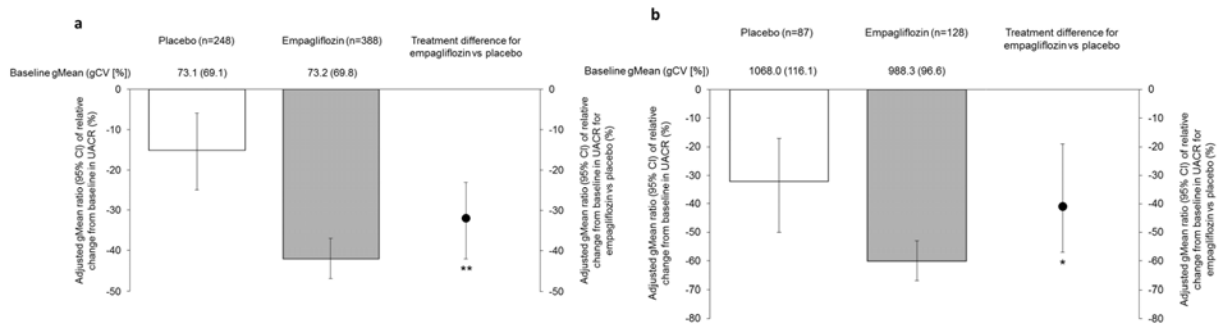 a
Placebo (n=248)
Empagliflozin (n=388)
Treatment difference for
empagliflozin vs placebo
Baseline gMean (gCV [%])
73.1 (69.1)
73.2 (69.8)
0
-10
-20
-30
-40
-50
Adjusted gMean ratio (95% CI) of relative
change from baseline in UACR (%)
0
-10
-20
-30
-40
-50
Adjusted gMean ratio (95% CI) of relative
change from baseline in UACR for
empagliflozin vs placebo (%)
**
b
Placebo (n=87)
Empagliflozin (n=128)
Treatment difference for
empagliflozin vs placebo
Baseline gMean (gCV [%])
1068.0 (116.1)
988.3 (96.6)
0
-10
-20
-30
-40
-50
-60
-70
-80
Adjusted gMean ratio (95% CI) of relative
change from baseline in UACR (%)
0
-10
-20
-30
-40
-50
-60
-70
-80
Adjusted gMean ratio (95% CI) of relative
change from baseline in UACR for
empagliflozin vs placebo (%)
*